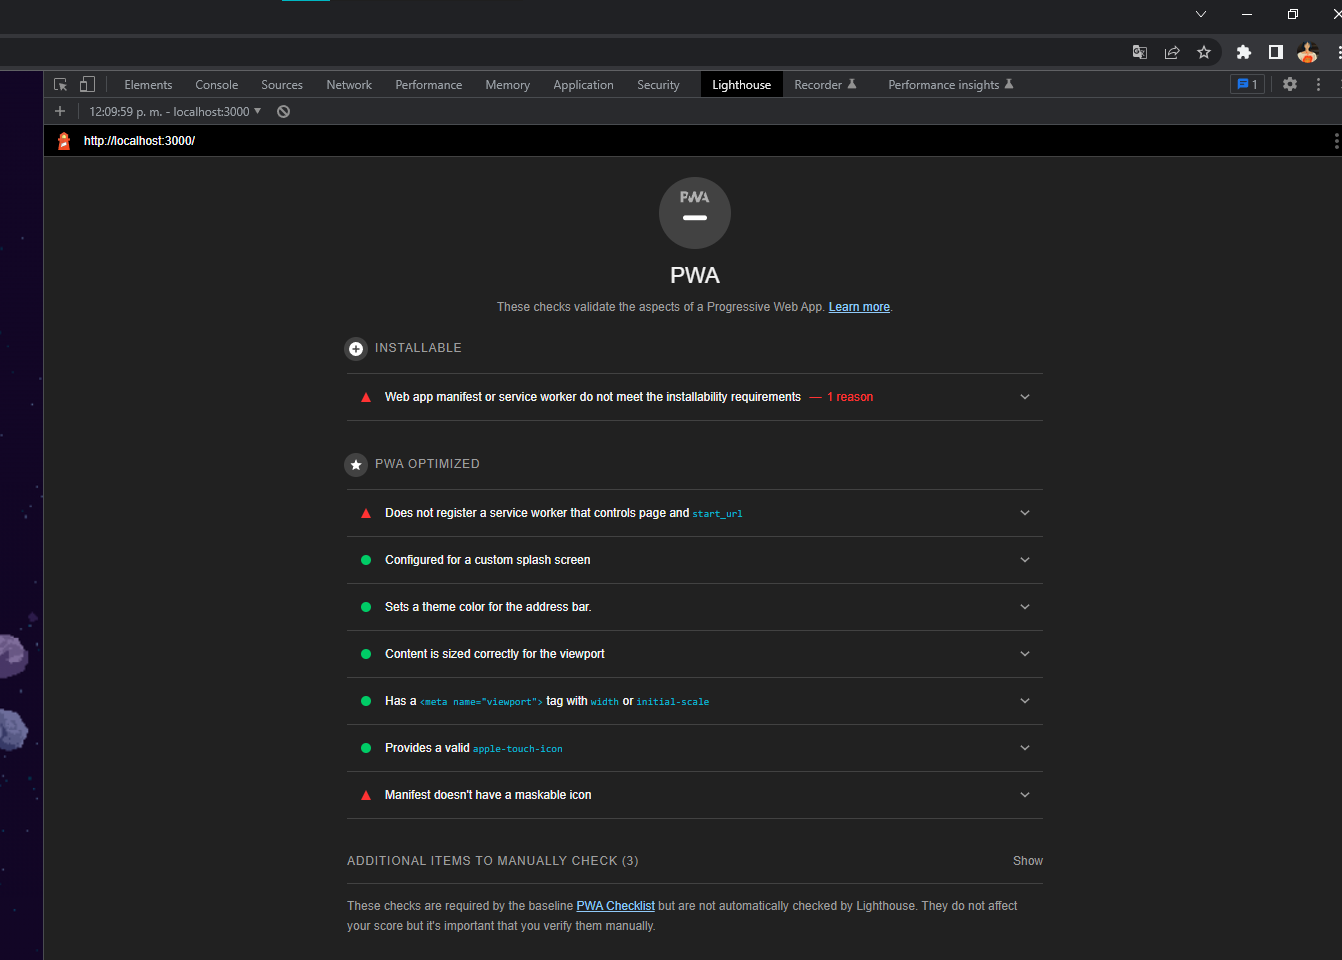 Elements Console Sources Network Performance Memory Application Security Lighthouse Recorder Performance insights 1
12:09:59 p. m. - localhost:3000
http://localhost:3000/
PWA
PWA
These checks validate the aspects of a Progressive Web App. Learn more.
INSTALLABLE
Web app manifest or service worker do not meet the installability requirements — 1 reason
PWA OPTIMIZED
Does not register a service worker that controls page and start_url
Configured for a custom splash screen
Sets a theme color for the address bar.
Content is sized correctly for the viewport
Has a <meta name="viewport"> tag with width or initial-scale
Provides a valid apple-touch-icon
Manifest doesn't have a maskable icon
ADDITIONAL ITEMS TO MANUALLY CHECK (3) Show
These checks are required by the baseline PWA Checklist but are not automatically checked by Lighthouse. They do not affect
your score but it's important that you verify them manually.